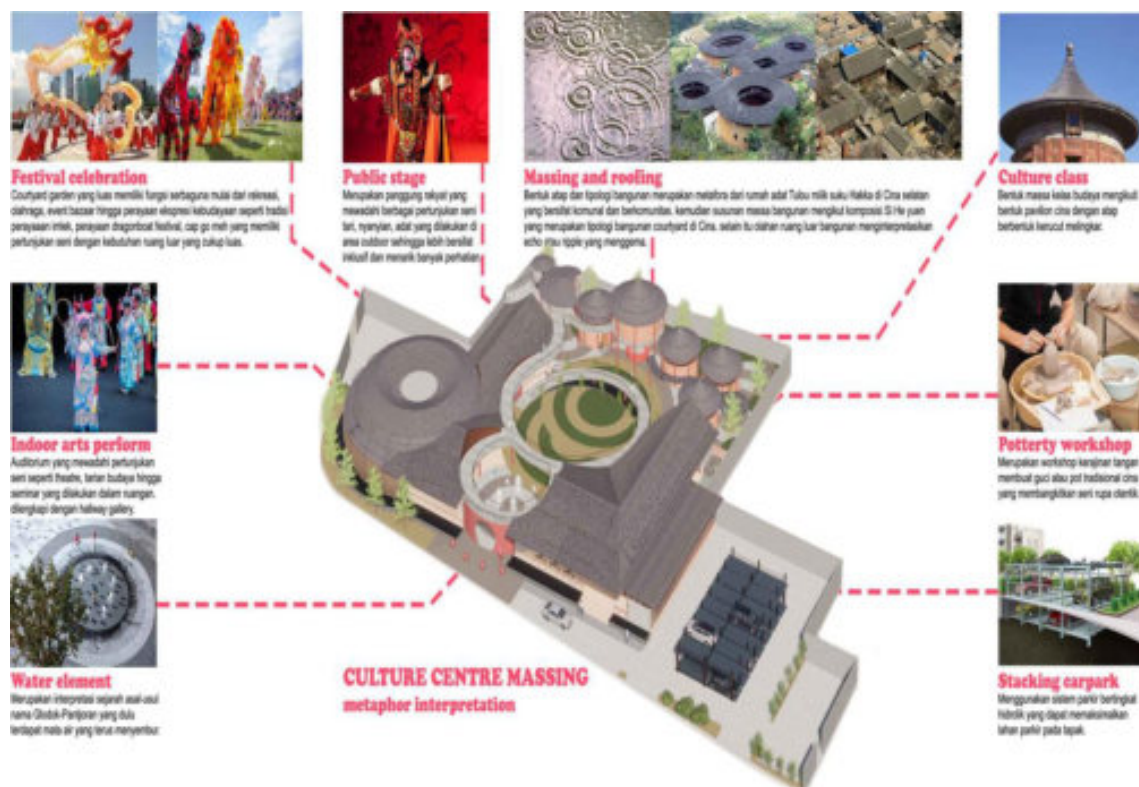 Festival celebration
Courtyard garden yang luas memiliki fungsi serbaguna mulai dari rekreasi,
olahraga, event bazaar hingga perayaan ekspresi kebudayaan seperti tradisi
perayaan imlek, perayaan dragonboat festival, cap go meh yang memiliki
pertunjukan seni dengan kebutuhan ruang luar yang cukup luas.
Public stage
Merupakan panggung rakyat yang
mewadahi berbagai pertunjukan seni
tari, nyanyian, adat yang dilakukan di
area outdoor sehingga lebih bersifat
inklusif dan menarik banyak perhatian.
Massing and roofing
Bentuk atap dan tipologi bangunan merupakan metafora dari rumah adat Tubu milik suku Hakka di Cina selatan
yang bersifat komunal dan berkomunitas. kemudian susunan massa bangunan mengikuti komposisi Si He yuan
yang merupakan tipologi bangunan courtyard di Cina. selain itu olahan ruang luar bangunan menginterpretasikan
echo atau ripple yang menggema.
Culture class
Bentuk massa kelas budaya mengikuti
bentuk pavilion cina dengan atap
berbentuk kerucut melingkar.
Indoor arts perform
Auditorium yang mewadahi pertunjukan
seni seperti theatre, tarian budaya hingga
seminar yang dilakukan dalam ruangan.
dilengkapi dengan hallway gallery.
Potterty workshop
Merupakan workshop kerajinan tangan
membuat guci atau pot tradisional cina
yang membangkitkan seni rupa otentik.
Water element
Merupakan interpretasi sejarah asal-usul
nama Glodok-Pantjoran yang dulu
terdapat mata air yang terus menyembur.
CULTURE CENTRE MASSING
metaphor interpretation
Stacking carpark
Menggunakan sistem parkir bertingkat
hidrolik yang dapat memaksimalkan
lahan parkir pada tapak.